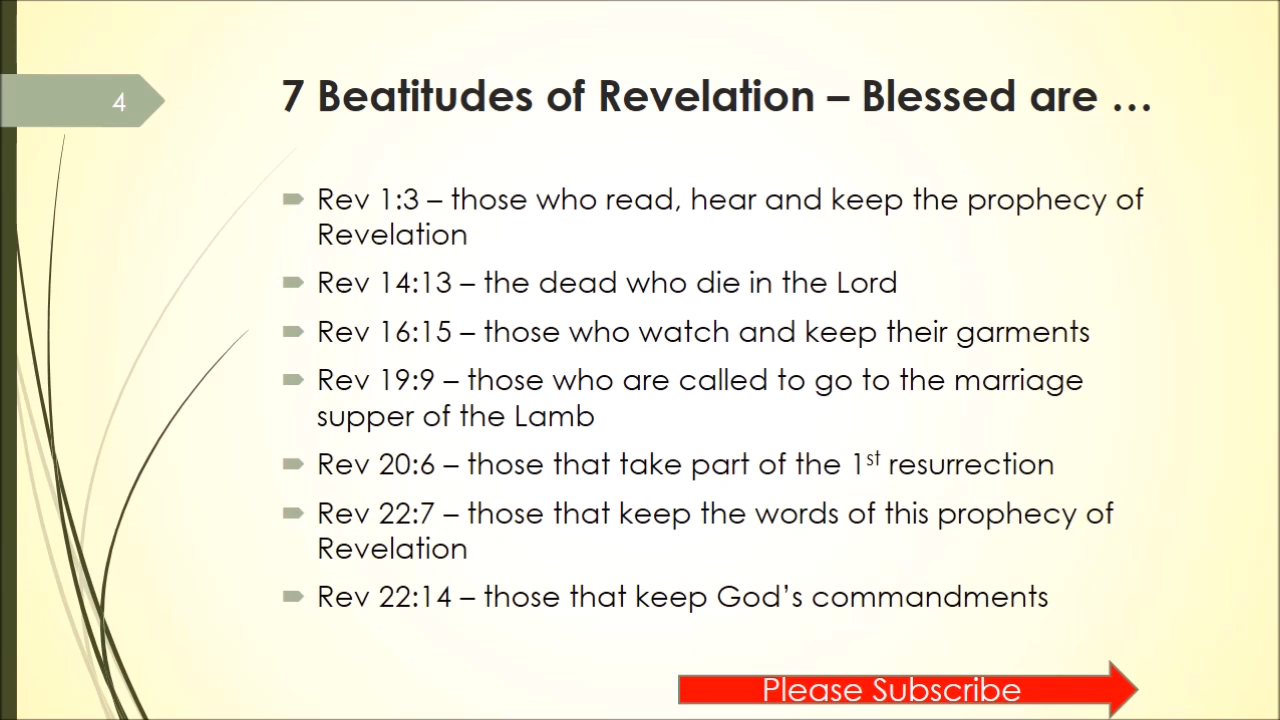 4
7 Beatitudes of Revelation – Blessed are …
Rev 1:3 – those who read, hear and keep the prophecy of
Revelation
Rev 14:13 – the dead who die in the Lord
Rev 16:15 – those who watch and keep their garments
Rev 19:9 – those who are called to go to the marriage
supper of the Lamb
Rev 20:6 – those that take part of the 1st resurrection
Rev 22:7 – those that keep the words of this prophecy of
Revelation
Rev 22:14 – those that keep God’s commandments
Please Subscribe